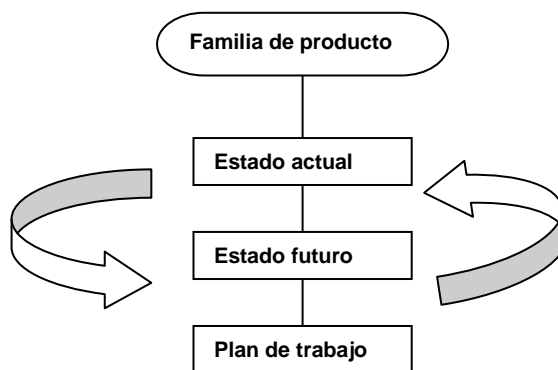 Familia de producto
Estado actual
Estado futuro
Plan de trabajo